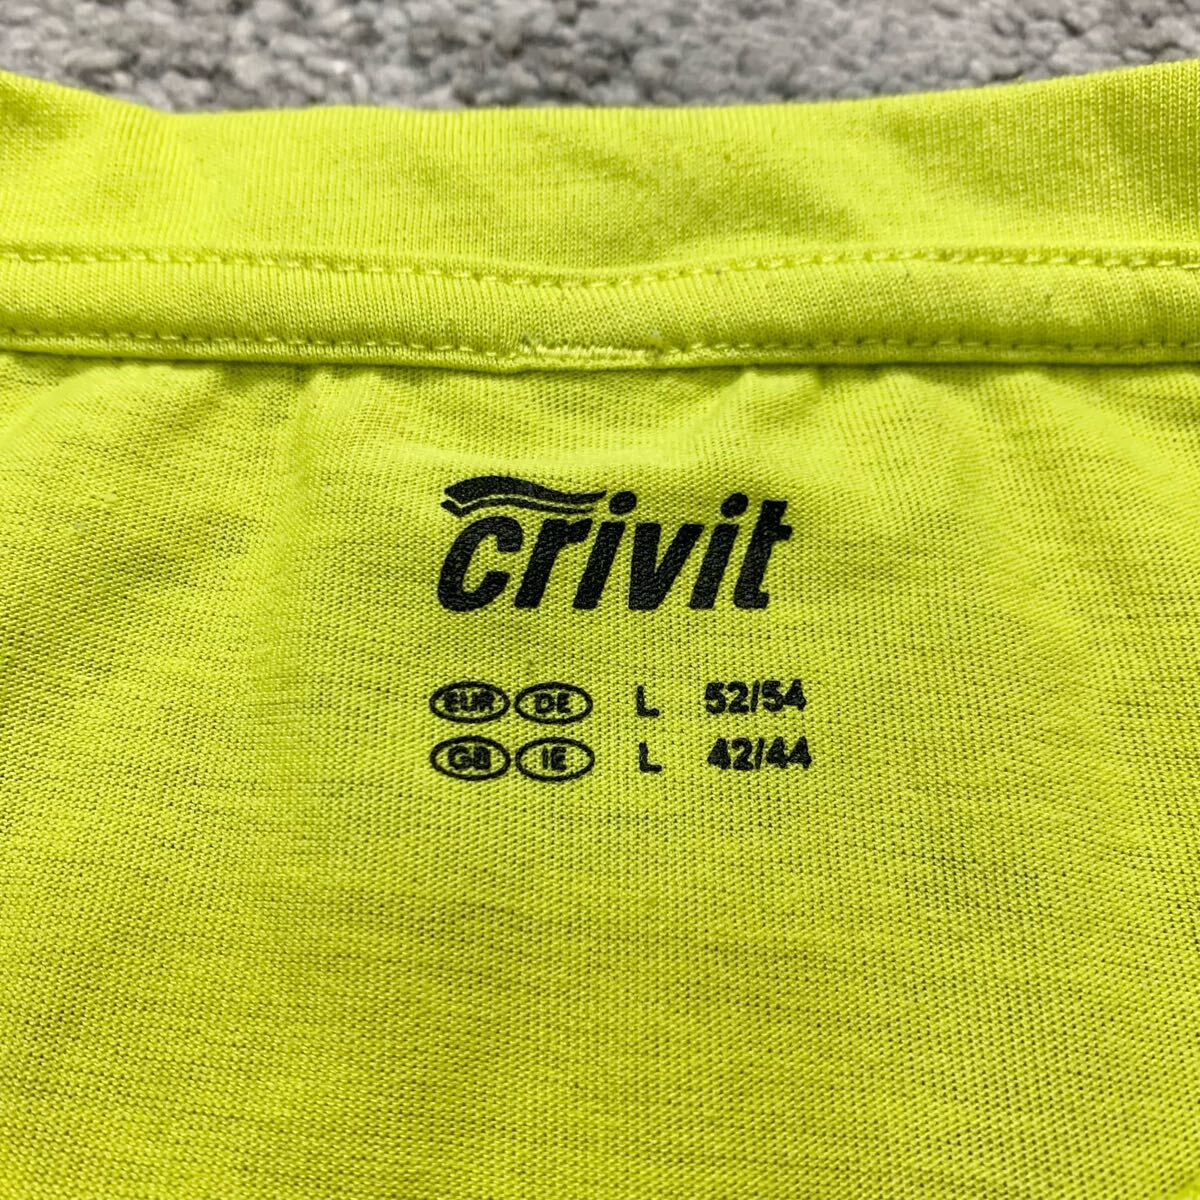 crivit
EUR DE L 52/54
GB IE L 42/44